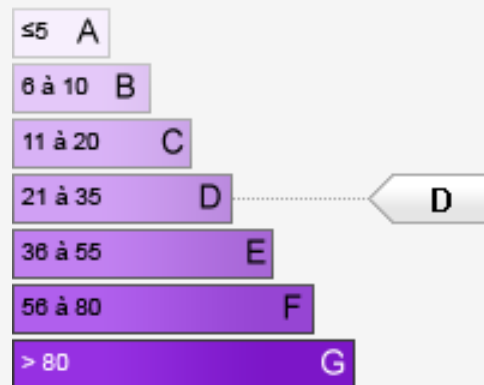 ≤5 A
6 à 10 B
11 à 20 C
21 à 35 D
D
36 à 55 E
56 à 80 F
> 80 G